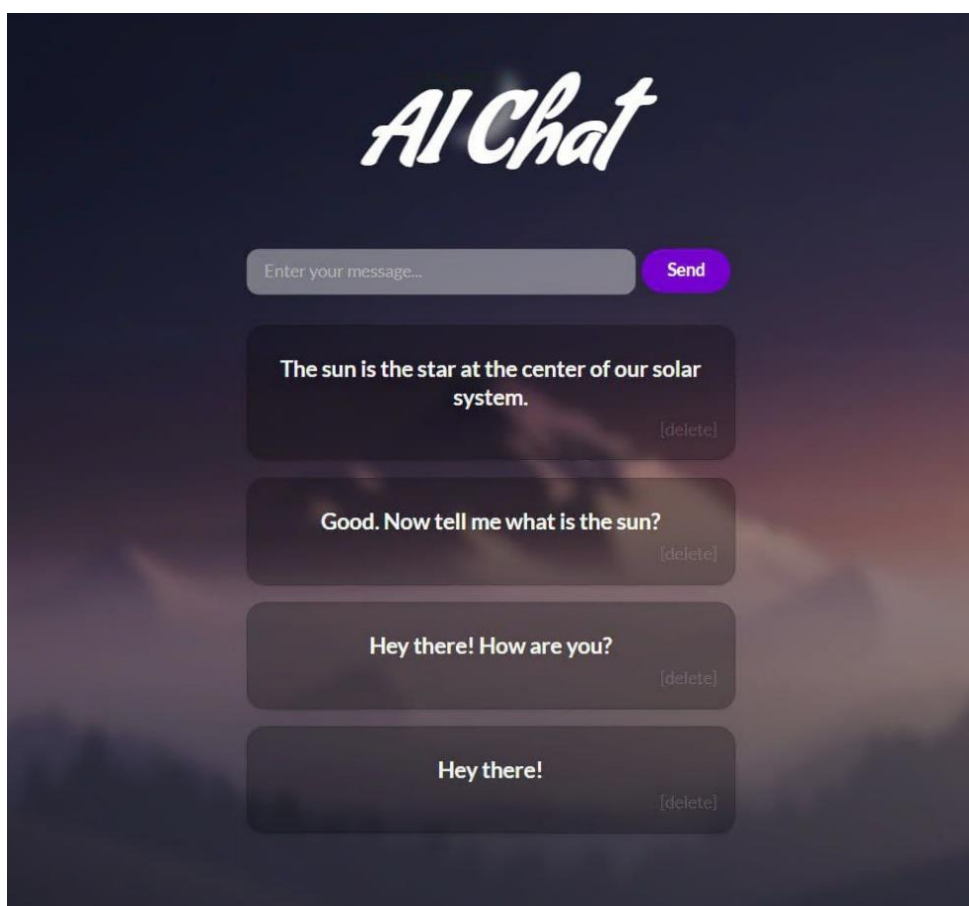 AI Chat
Enter your message...
Send
The sun is the star at the center of our solar
system.
[delete]
Good. Now tell me what is the sun?
[delete]
Hey there! How are you?
[delete]
Hey there!
[delete]